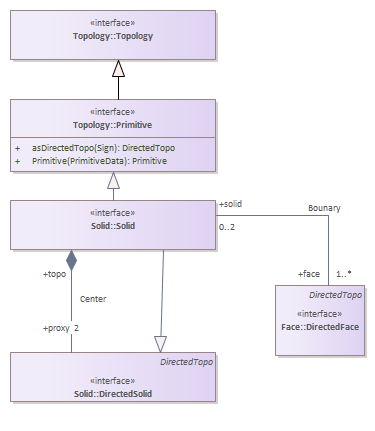 «interface»
Topology::Topology
«interface»
Topology::Primitive
+ asDirectedTopo(Sign): DirectedTopo
+ Primitive(PrimitiveData): Primitive
«interface»
Solid::Solid
+solid
0..2
Bounary
+topo
Center
+proxy 2
+face
1..*
DirectedTopo
«interface»
Face::DirectedFace
DirectedTopo
«interface»
Solid::DirectedSolid